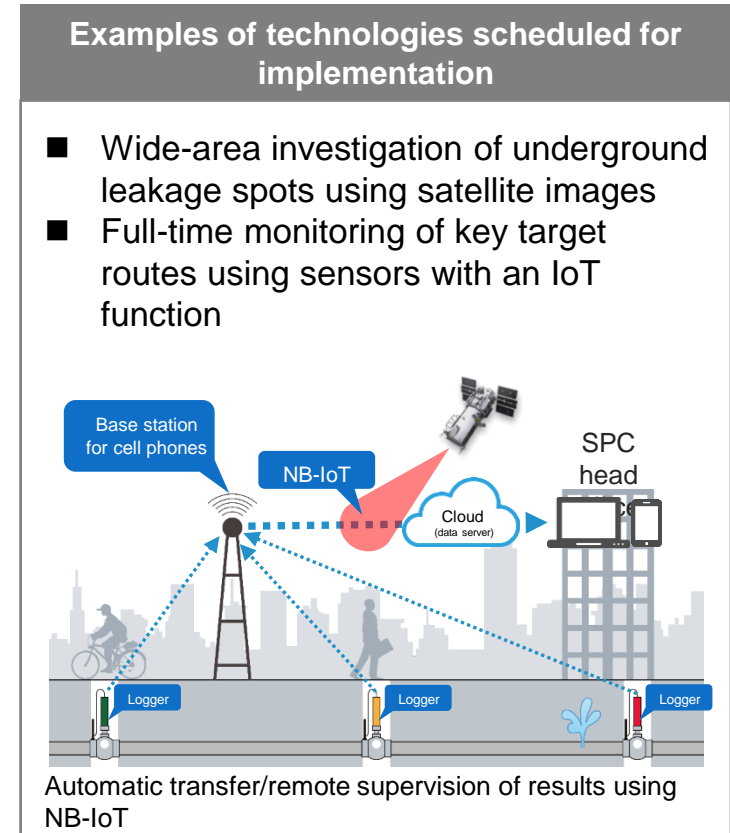 Examples of technologies scheduled for
implementation
■ Wide-area investigation of underground
leakage spots using satellite images
■ Full-time monitoring of key target
routes using sensors with an IoT
function
Base station
for cell phones
NB-IoT
SPC
head
Cloud
(data server)
Logger
Logger
Logger
Automatic transfer/remote supervision of results using
NB-IoT